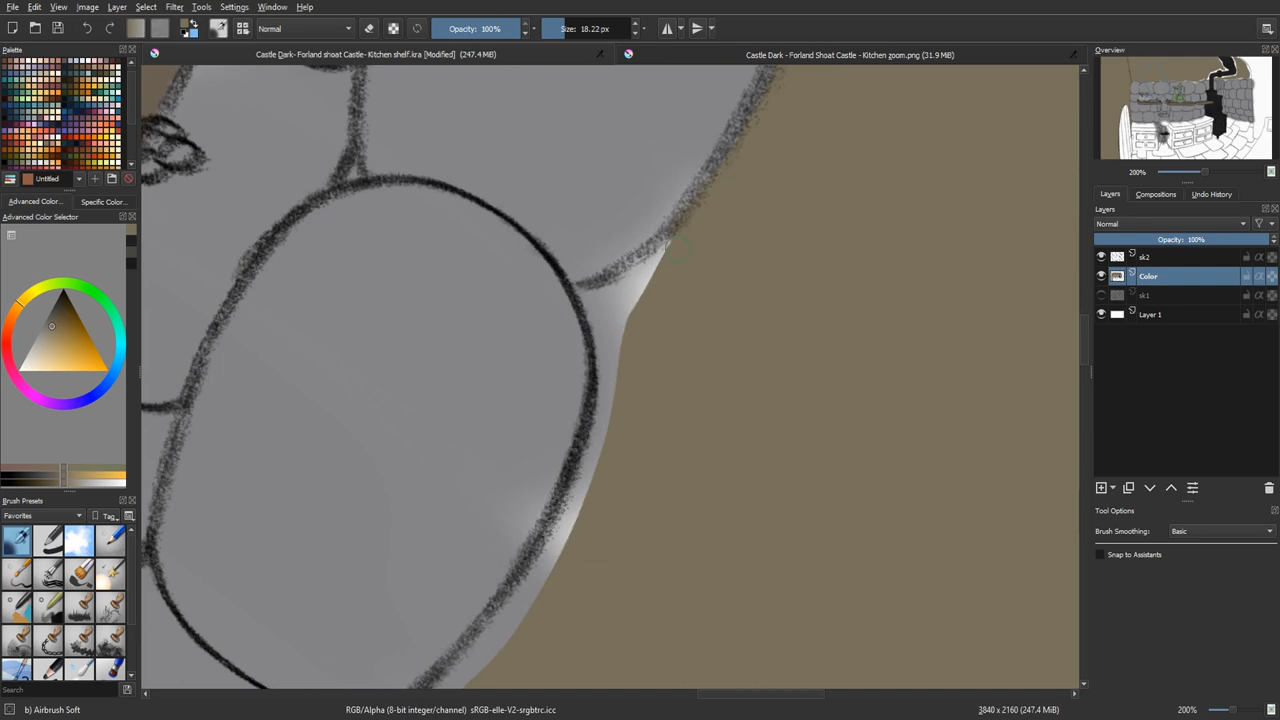 File Edit View Image Layer Select Filter Tools Settings Window Help
Normal
Opacity: 100%
Size: 18.22 px
Palette
Castle Dark- Forland shoat Castle- Kitchen shelf.kra [Modified] (247.4 MB)
Castle Dark - Forland Shoat Castle - Kitchen zoom.png (31.9 MB)
Overview
Untitled
200%
Advanced Color...
Specific Color...
Layers
Compositions
Undo History
Advanced Color Selector
Layers
Normal
Opacity: 100%
sk2
Color
sk1
Layer 1
Brush Presets
Favorites
Tag
Tool Options
Brush Smoothing:
Basic
Snap to Assistants
Search
b) Airbrush Soft
RGB/Alpha (8-bit integer/channel) sRGB-elle-V2-srgbtrc.icc
3840 x 2160 (247.4 MiB)
200%